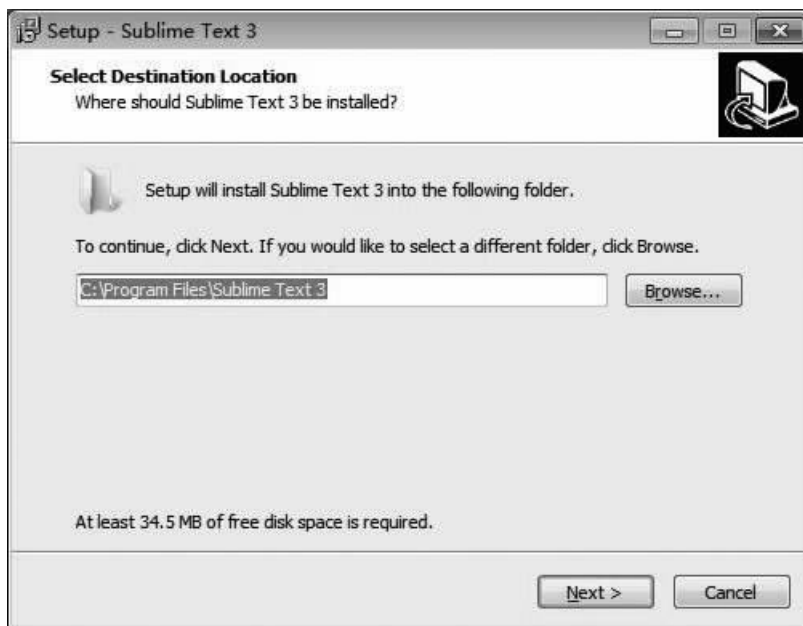 Setup - Sublime Text 3
Select Destination Location
Where should Sublime Text 3 be installed?
Setup will install Sublime Text 3 into the following folder.
To continue, click Next. If you would like to select a different folder, click Browse.
C:\Program Files\Sublime Text 3
Browse...
At least 34.5 MB of free disk space is required.
Next >
Cancel